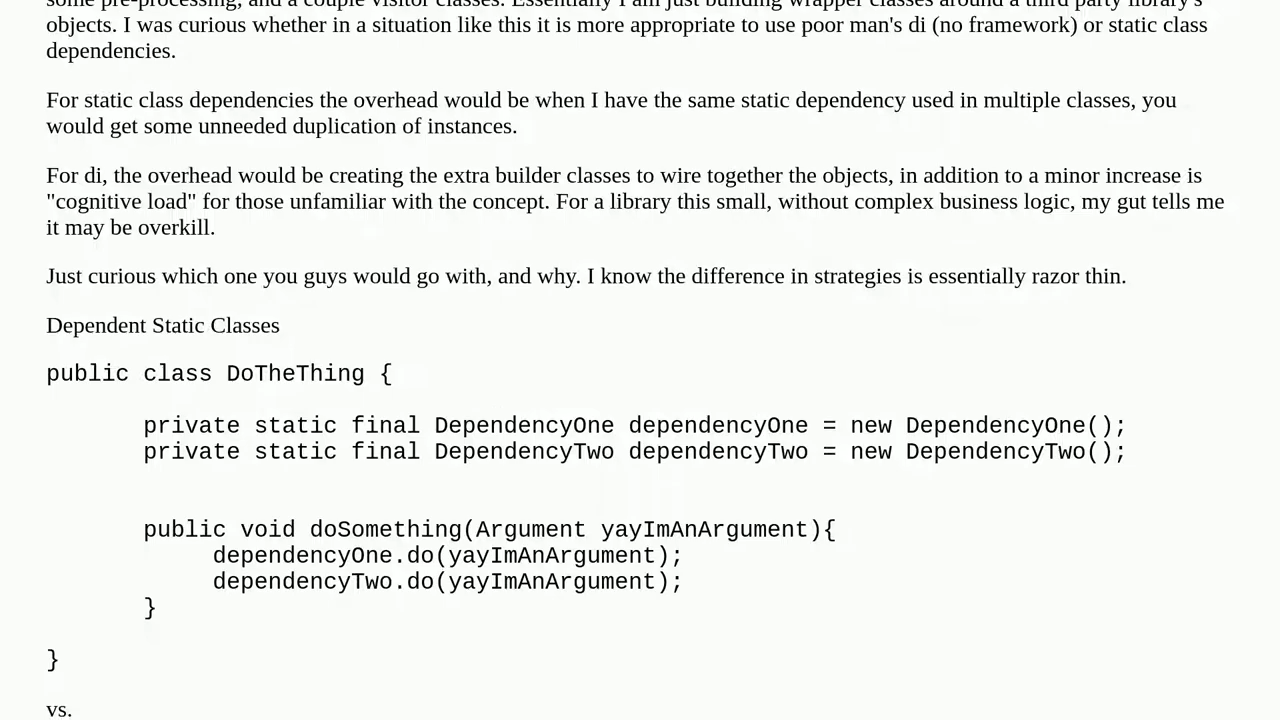 some pre-processing, and a couple visitor classes. Essentially I am just building wrapper classes around a third party library's
objects. I was curious whether in a situation like this it is more appropriate to use poor man's di (no framework) or static class
dependencies.
For static class dependencies the overhead would be when I have the same static dependency used in multiple classes, you
would get some unneeded duplication of instances.
For di, the overhead would be creating the extra builder classes to wire together the objects, in addition to a minor increase is
"cognitive load" for those unfamiliar with the concept. For a library this small, without complex business logic, my gut tells me
it may be overkill.
Just curious which one you guys would go with, and why. I know the difference in strategies is essentially razor thin.
Dependent Static Classes
public class DoTheThing {
private static final DependencyOne dependencyOne = new DependencyOne();
private static final DependencyTwo dependencyTwo = new DependencyTwo();
public void doSomething(Argument yayImAnArgument){
dependencyOne.do(yayImAnArgument);
dependencyTwo.do(yayImAnArgument);
}
}
vs.